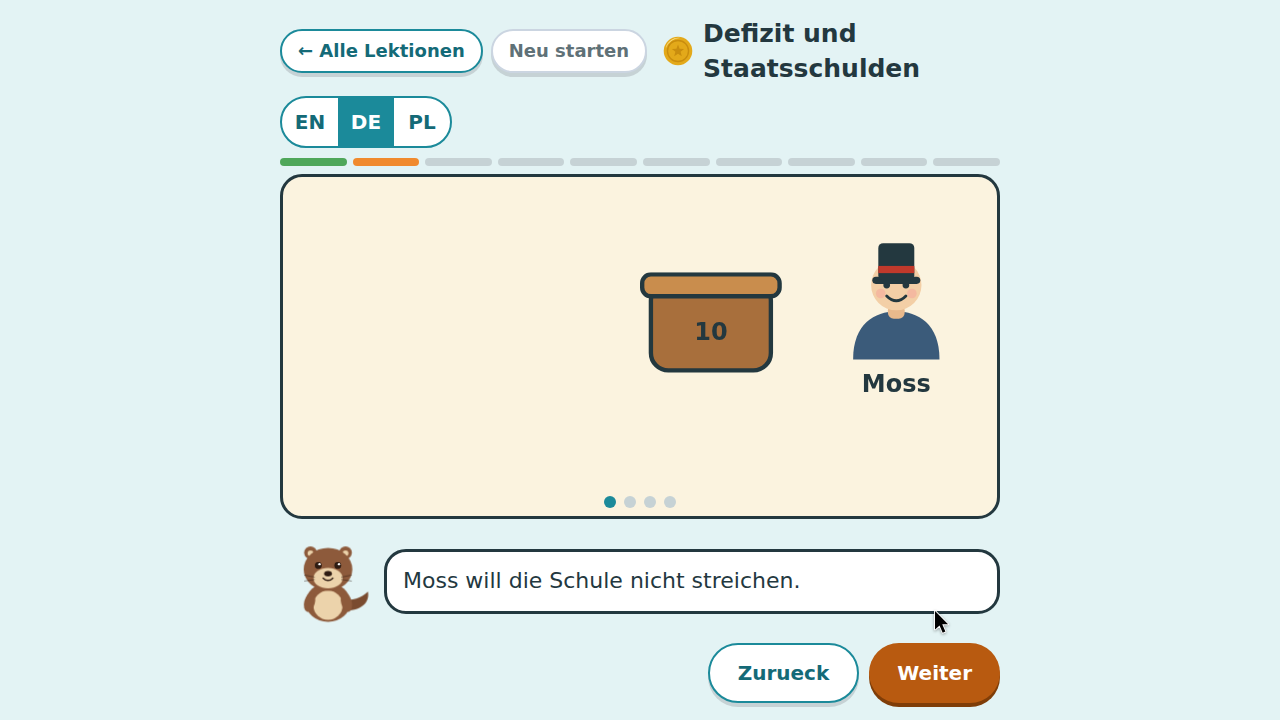 ← Alle Lektionen
Neu starten
Defizit und
Staatsschulden
EN DE PL
10
Moss
Moss will die Schule nicht streichen.
Zurueck
Weiter